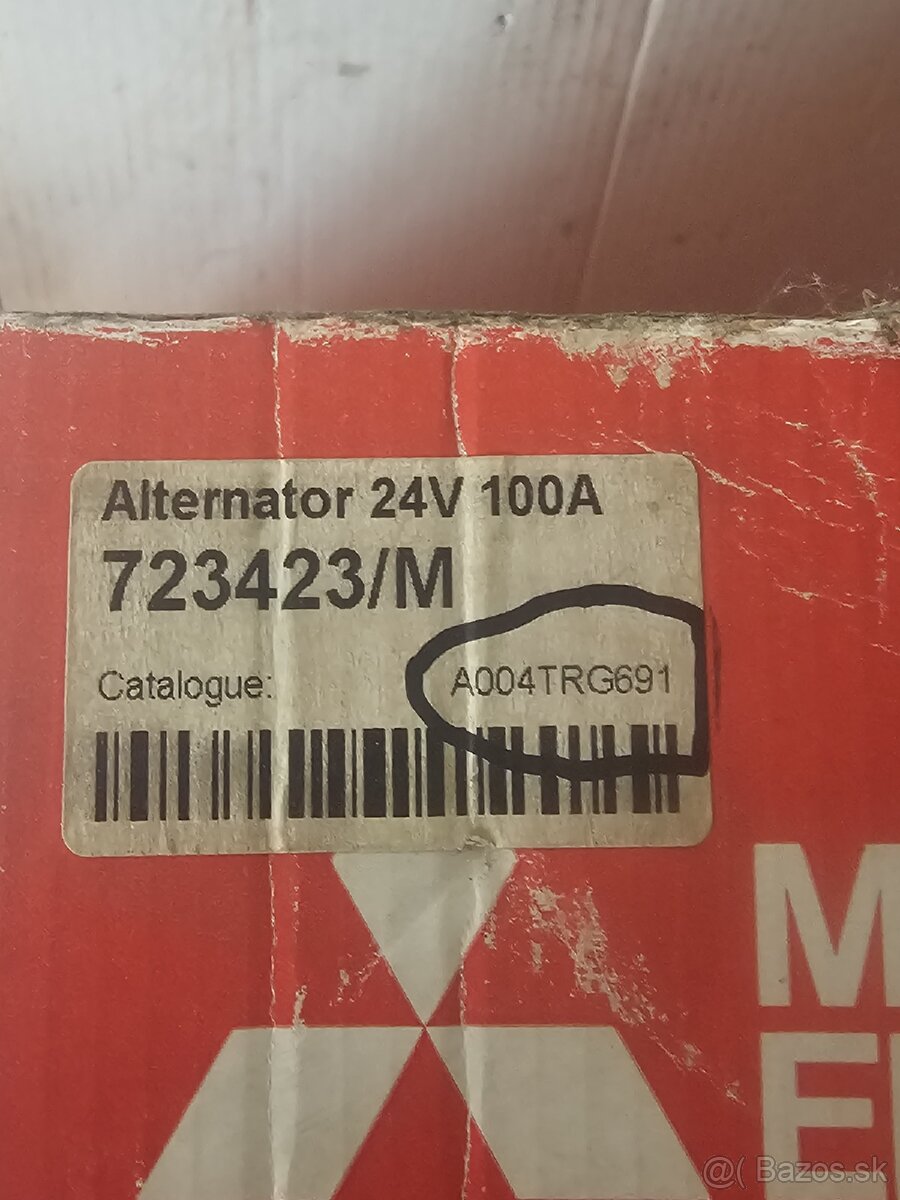 Alternator 24V 100A
723423/M
Catalogue: A004TRG691
M
E
@( Bazos.sk